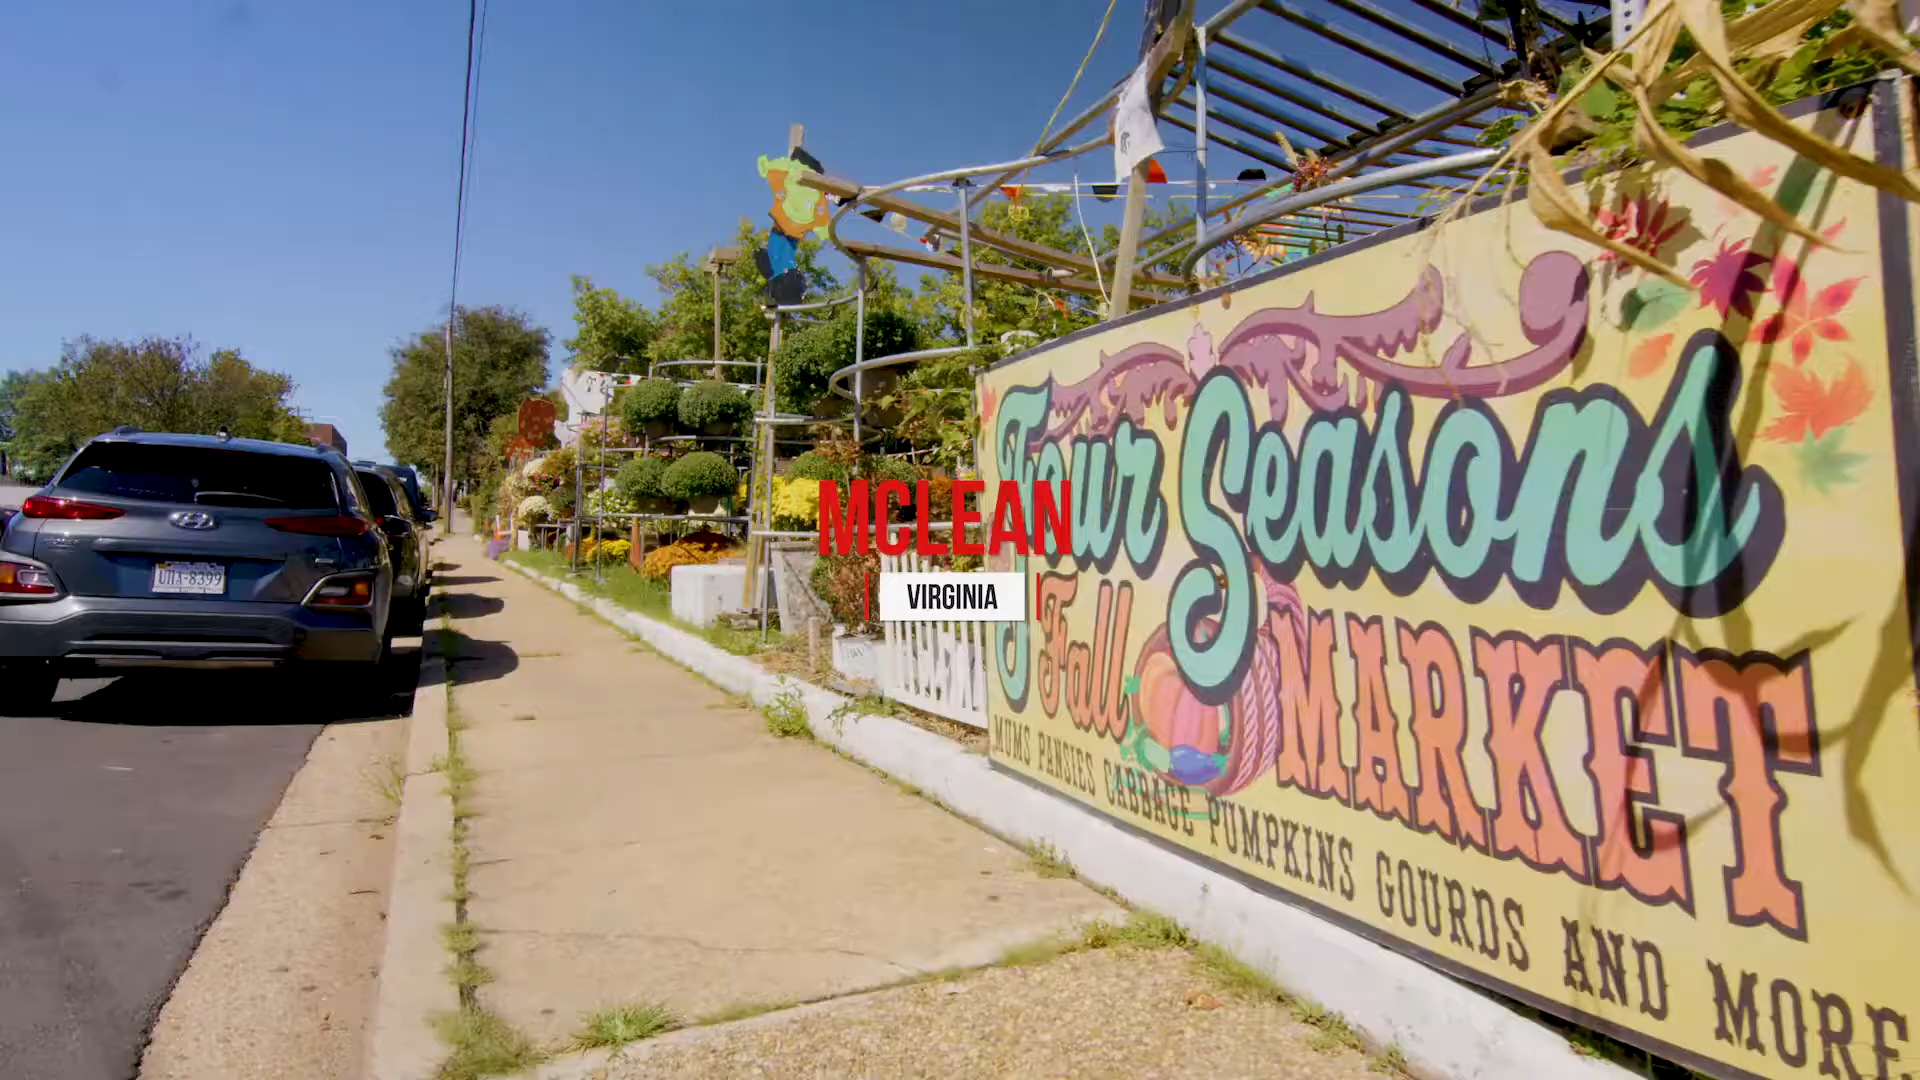 MCLEAN
VIRGINIA
Four Seasons
Fall MARKET
MUMS PANSIES CABBAGE PUMPKINS GOURDS AND MORE